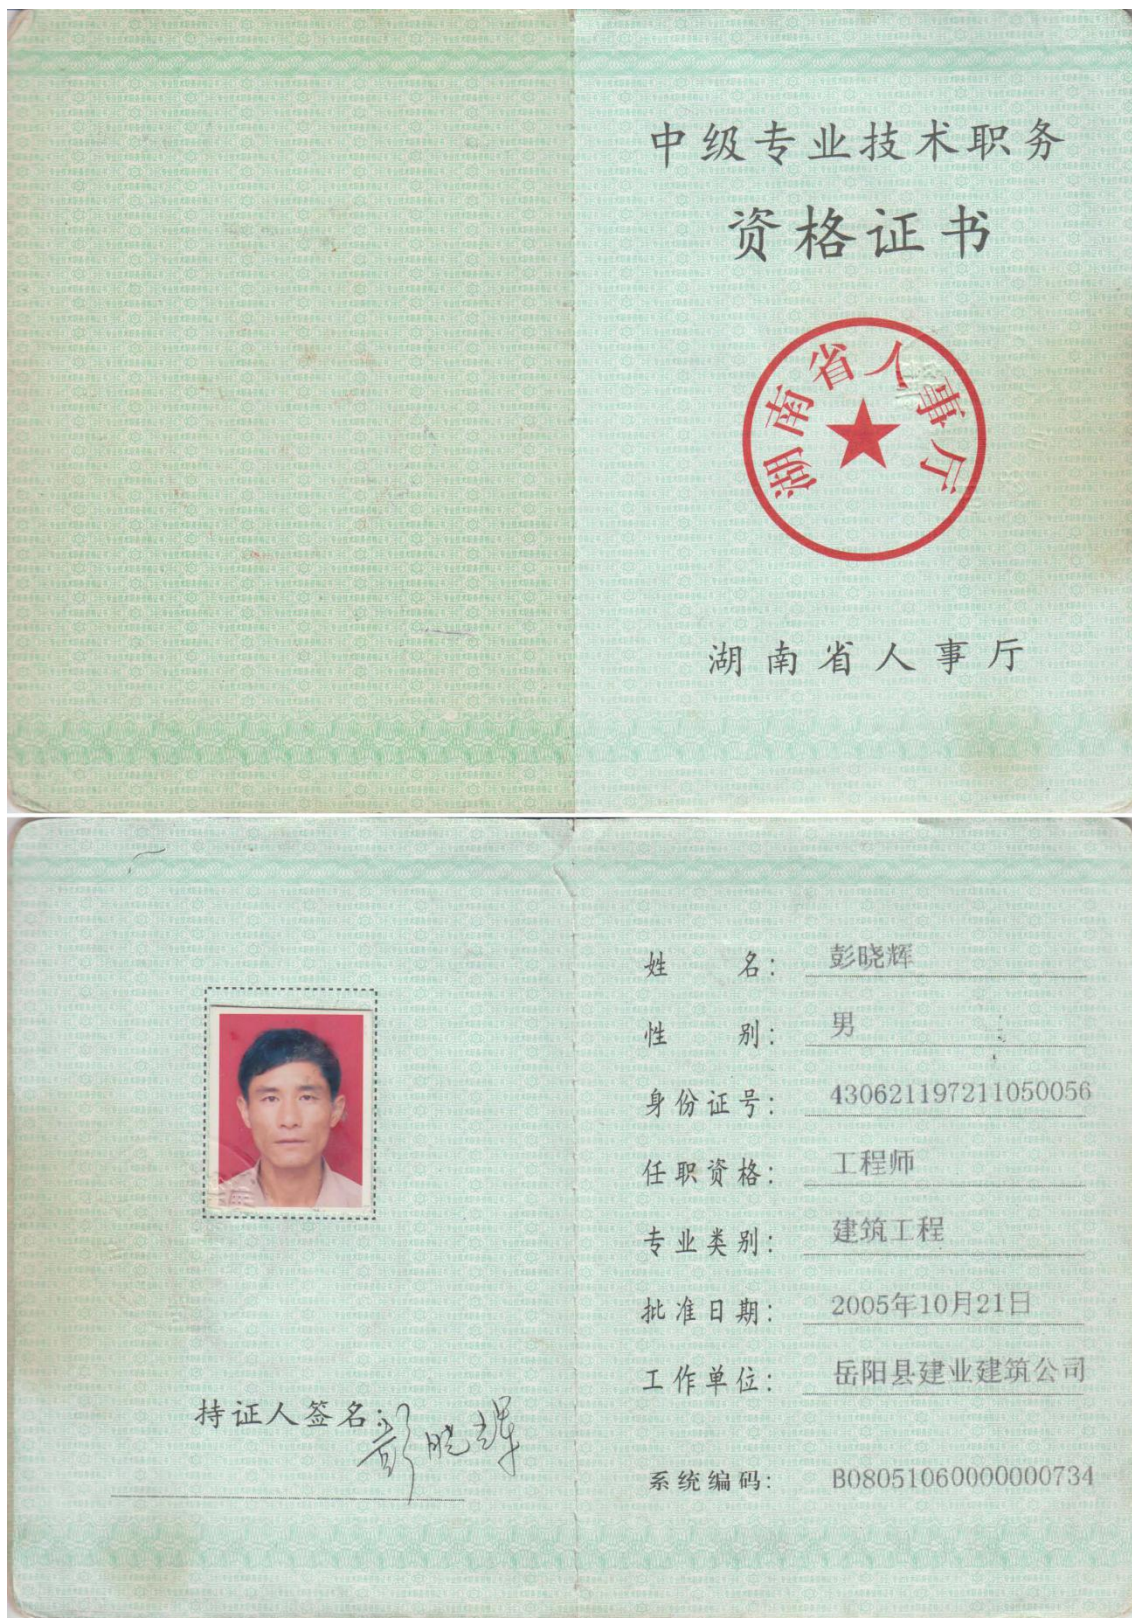 中级专业技术职务
资格证书
湖南省人事厅
湖南省人事厅
姓名：彭晓辉
性别：男
身份证号：430621197211050056
任职资格：工程师
专业类别：建筑工程
批准日期：2005年10月21日
工作单位：岳阳县建业建筑公司
持证人签名：彭晓辉
系统编码：B08051060000000734